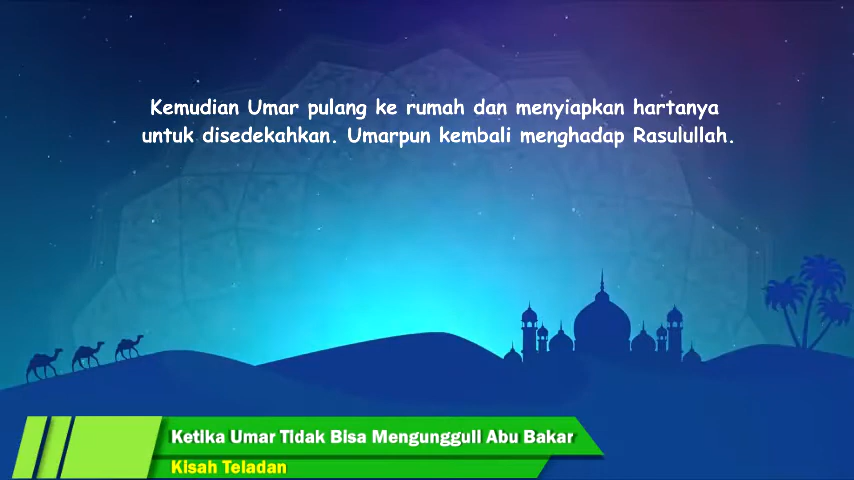 Kemudian Umar pulang ke rumah dan menyiapkan hartanya
untuk disedekahkan. Umarpun kembali menghadap Rasulullah.
Ketika Umar Tidak Bisa Mengungguli Abu Bakar
Kisah Teladan